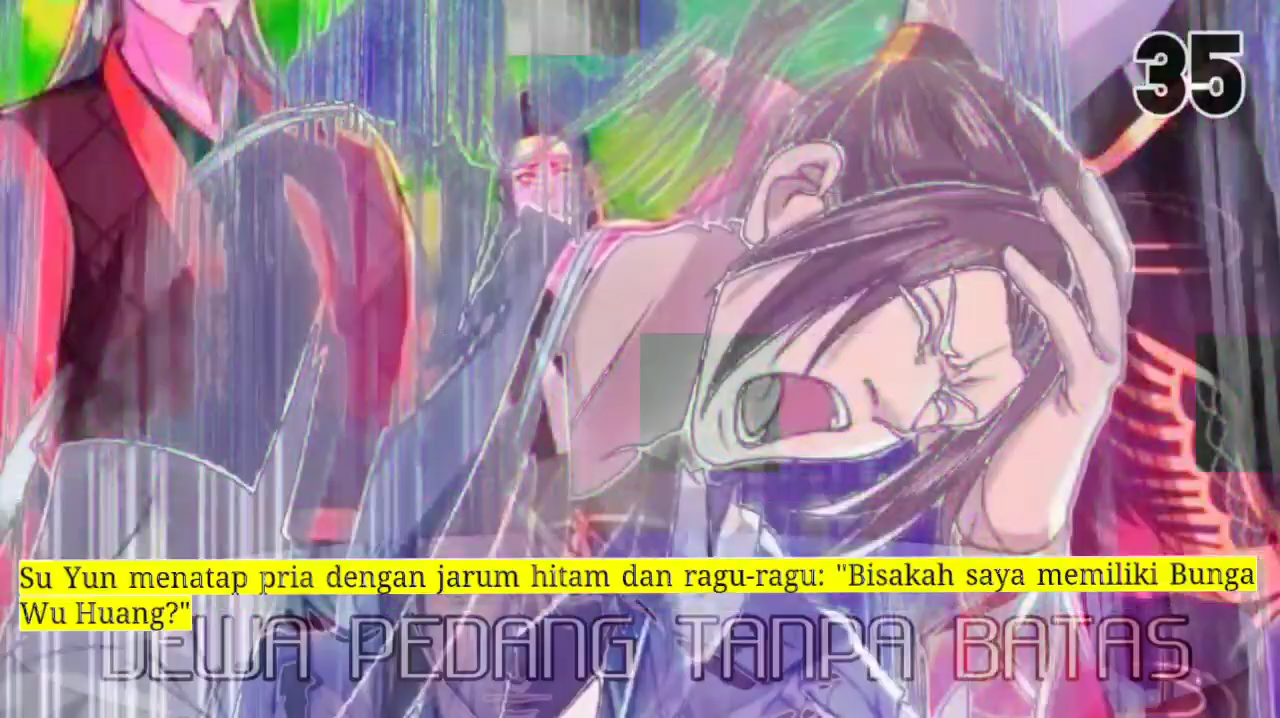 35
Su Yun menatap pria dengan jarum hitam dan ragu-ragu: "Bisakah saya memiliki Bunga
Wu Huang?"
DEWA PEDANG TANPA BATAS